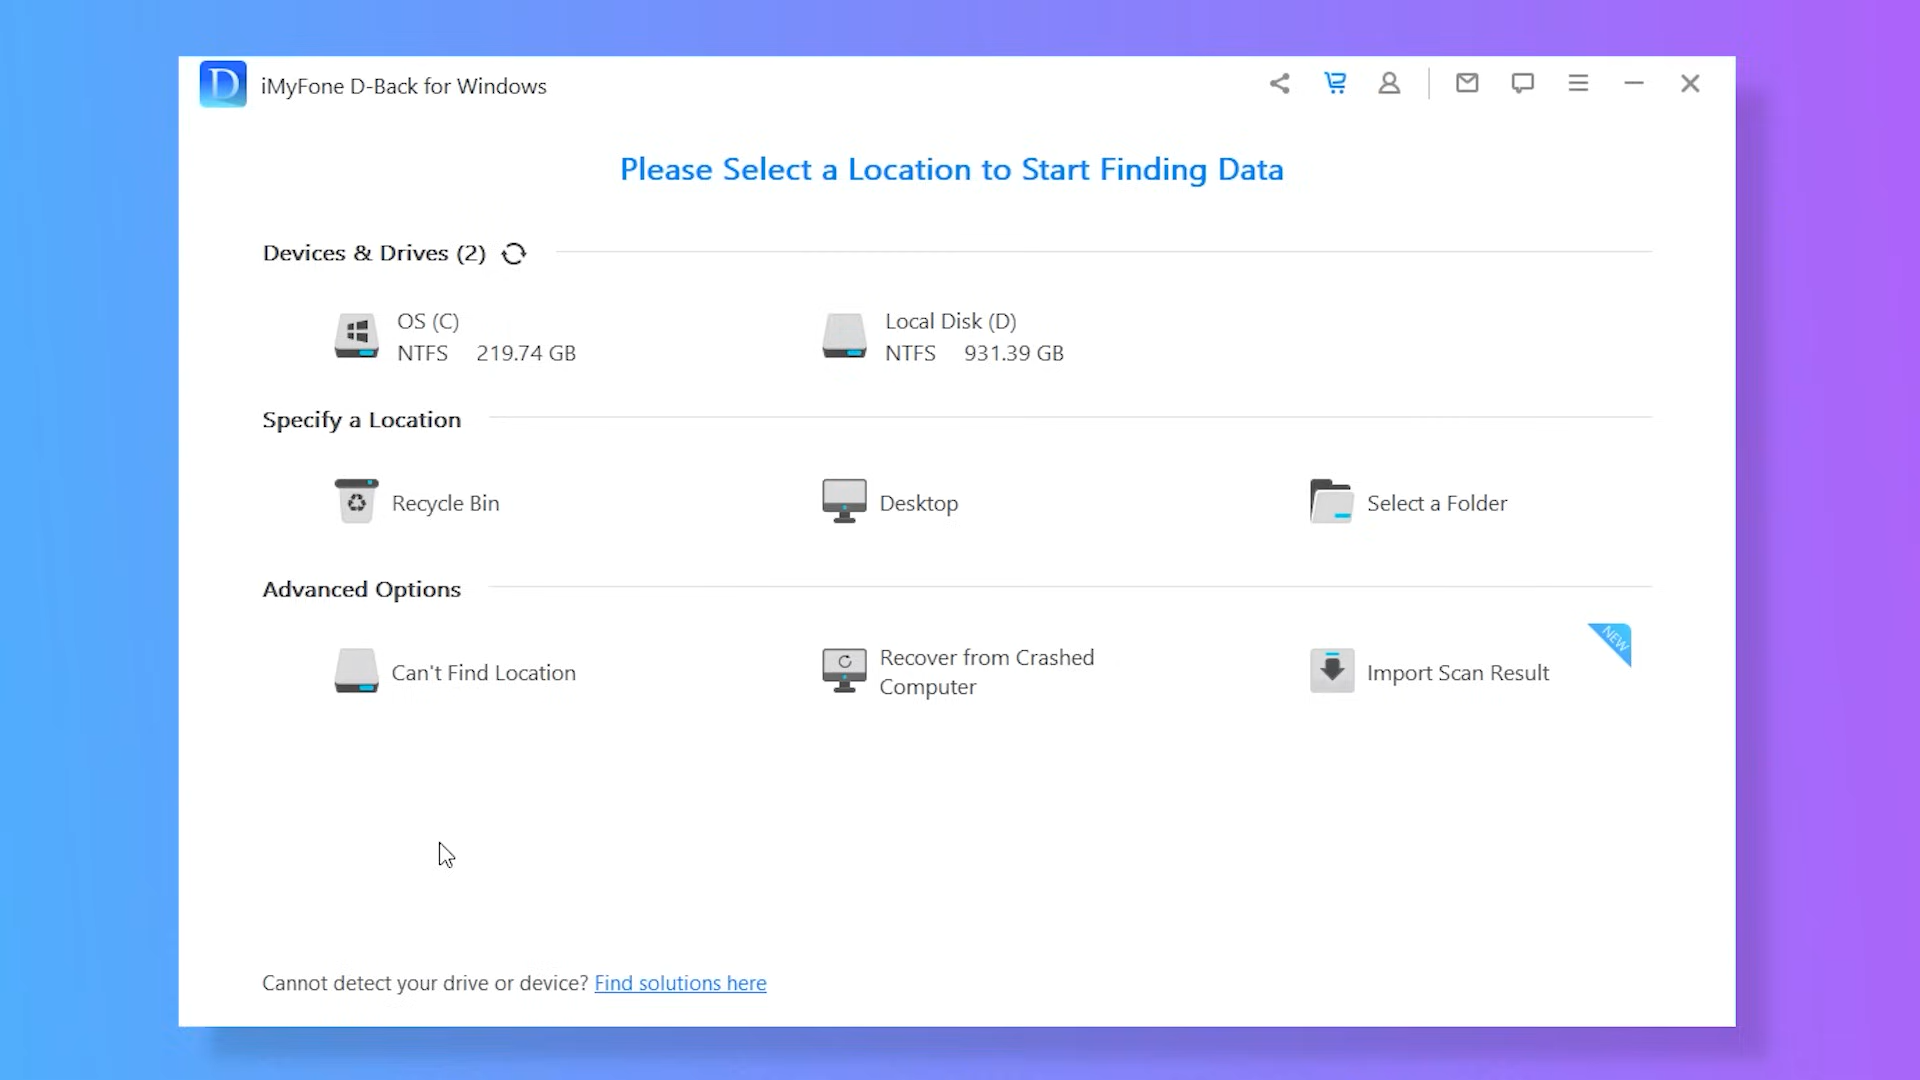 D iMyFone D-Back for Windows
Please Select a Location to Start Finding Data
Devices & Drives (2)
OS (C)
NTFS 219.74 GB
Local Disk (D)
NTFS 931.39 GB
Specify a Location
Recycle Bin
Desktop
Select a Folder
Advanced Options
NEW
Can't Find Location
Recover from Crashed
Computer
Import Scan Result
Cannot detect your drive or device? Find solutions here